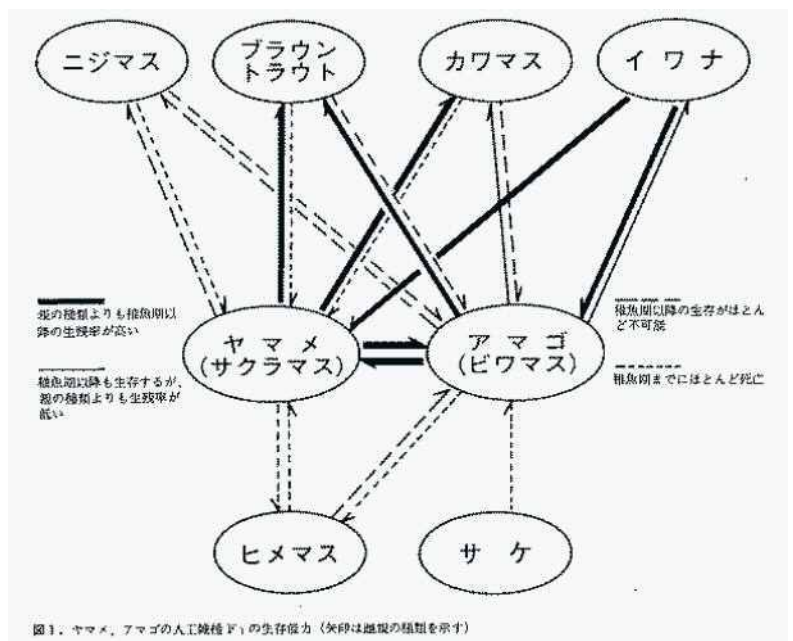 ニジマス
ブラウン
トラウト
カワマス
イワナ
親の種類よりも稚魚期以
降の生残率が高い
稚魚期以降も生存するが、
親の種類よりも生残率が
低い
ヤマメ
(サクラマス)
アマゴ
(ビワマス)
稚魚期以降の生存がほとん
ど不可能
稚魚期までにほとんど死亡
ヒメマス
サケ
図1. ヤマメ,アマゴの人工雑種F₁の生存能力(矢印は雌親の種類を示す)